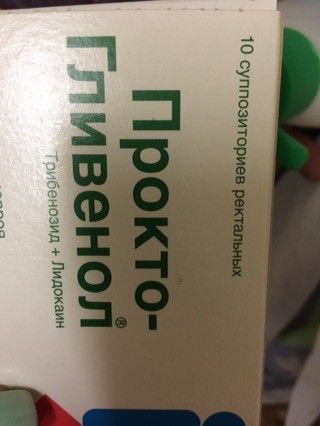 10 суппозиториев ректальных
Прокто-
Гливенол®
Трибенозид + Лидокаин